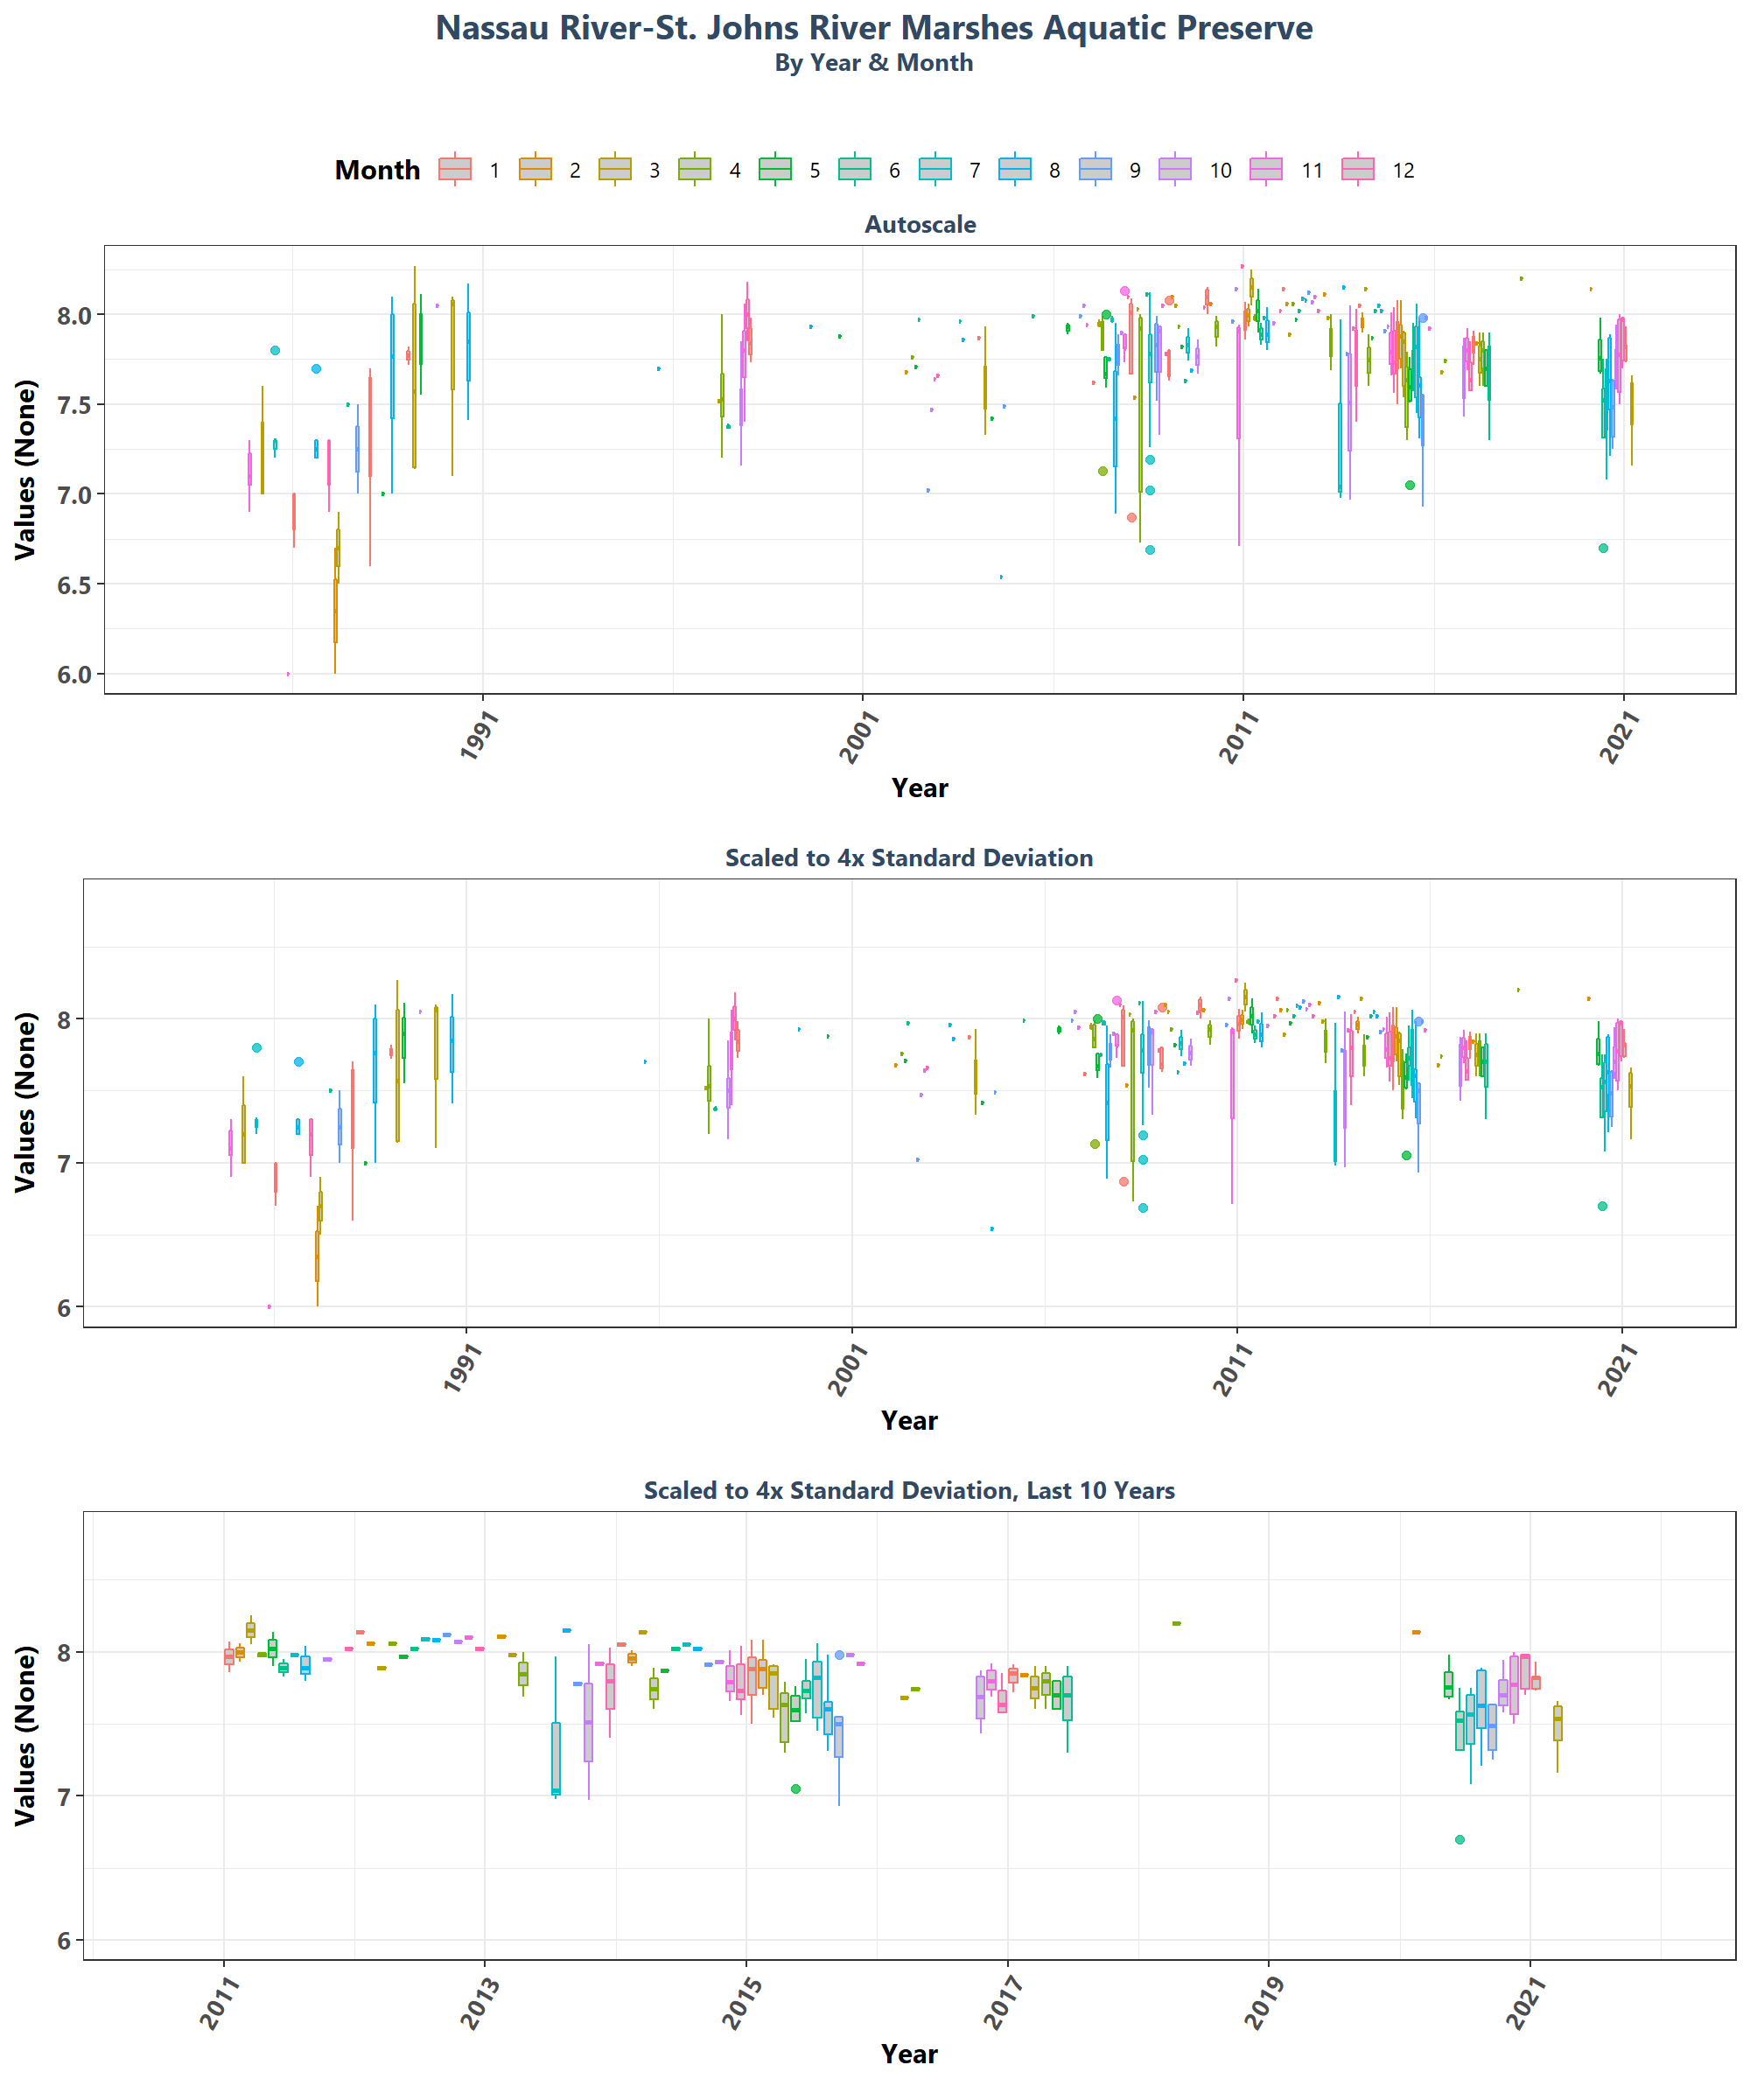 Nassau River-St. Johns River Marshes Aquatic Preserve
By Year & Month
Month 1 2 3 4 5 6 7 8 9 10 11 12
Autoscale
Values (None)
8.0
7.5
7.0
6.5
6.0
1991 2001 2011 2021
Year
Scaled to 4x Standard Deviation
Values (None)
8
7
6
1991 2001 2011 2021
Year
Scaled to 4x Standard Deviation, Last 10 Years
Values (None)
8
7
6
2011 2013 2015 2017 2019 2021
Year